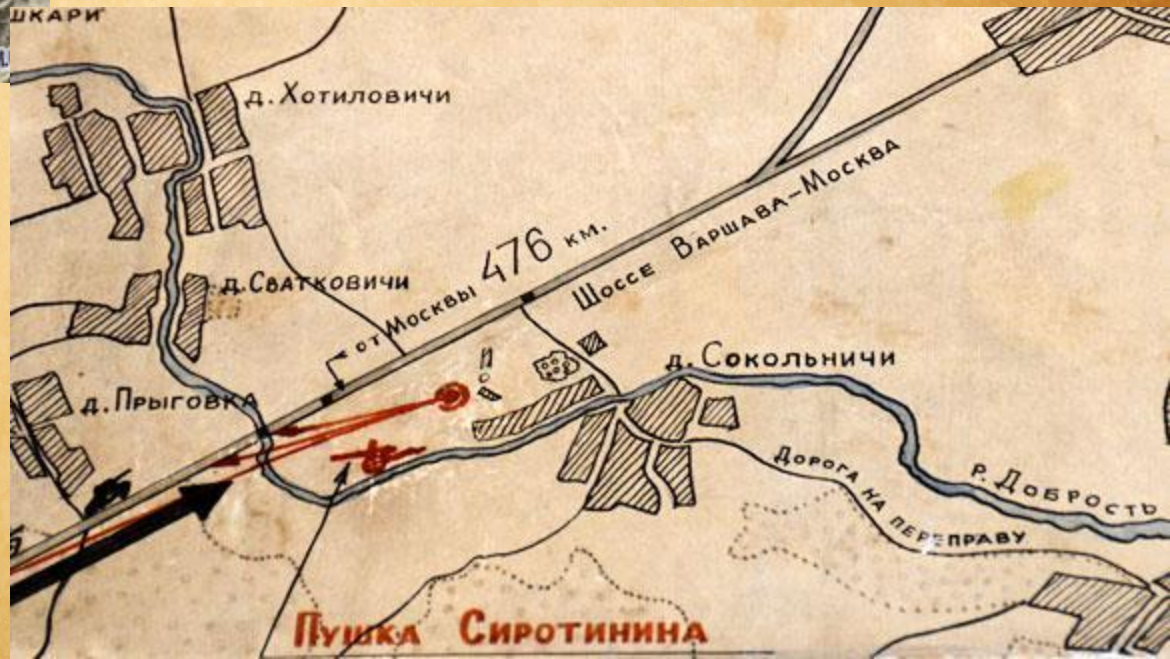 ШКАРИ
д. Хотиловичи
д. Сватковичи
от Москвы 476 км.
Шоссе Варшава-Москва
д. Сокольничи
д. Прыговка
Дорога на переправу
р. Добрость
Пушка Сиротинина